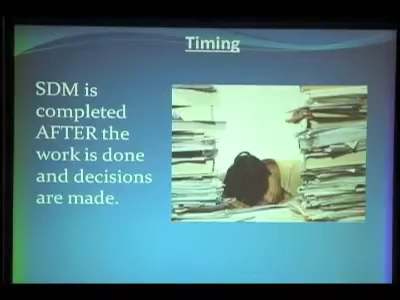 Timing
SDM is
completed
AFTER the
work is done
and decisions
are made.